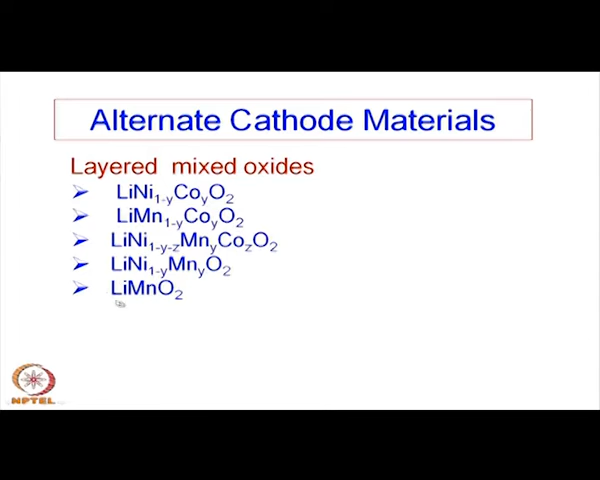 Alternate Cathode Materials
Layered mixed oxides
➢ LiNi₁₋yCoyO₂
➢ LiMn₁₋yCoyO₂
➢ LiNi₁₋y₋zMnyCozO₂
➢ LiNi₁₋yMnyO₂
➢ LiMnO₂
NPTEL